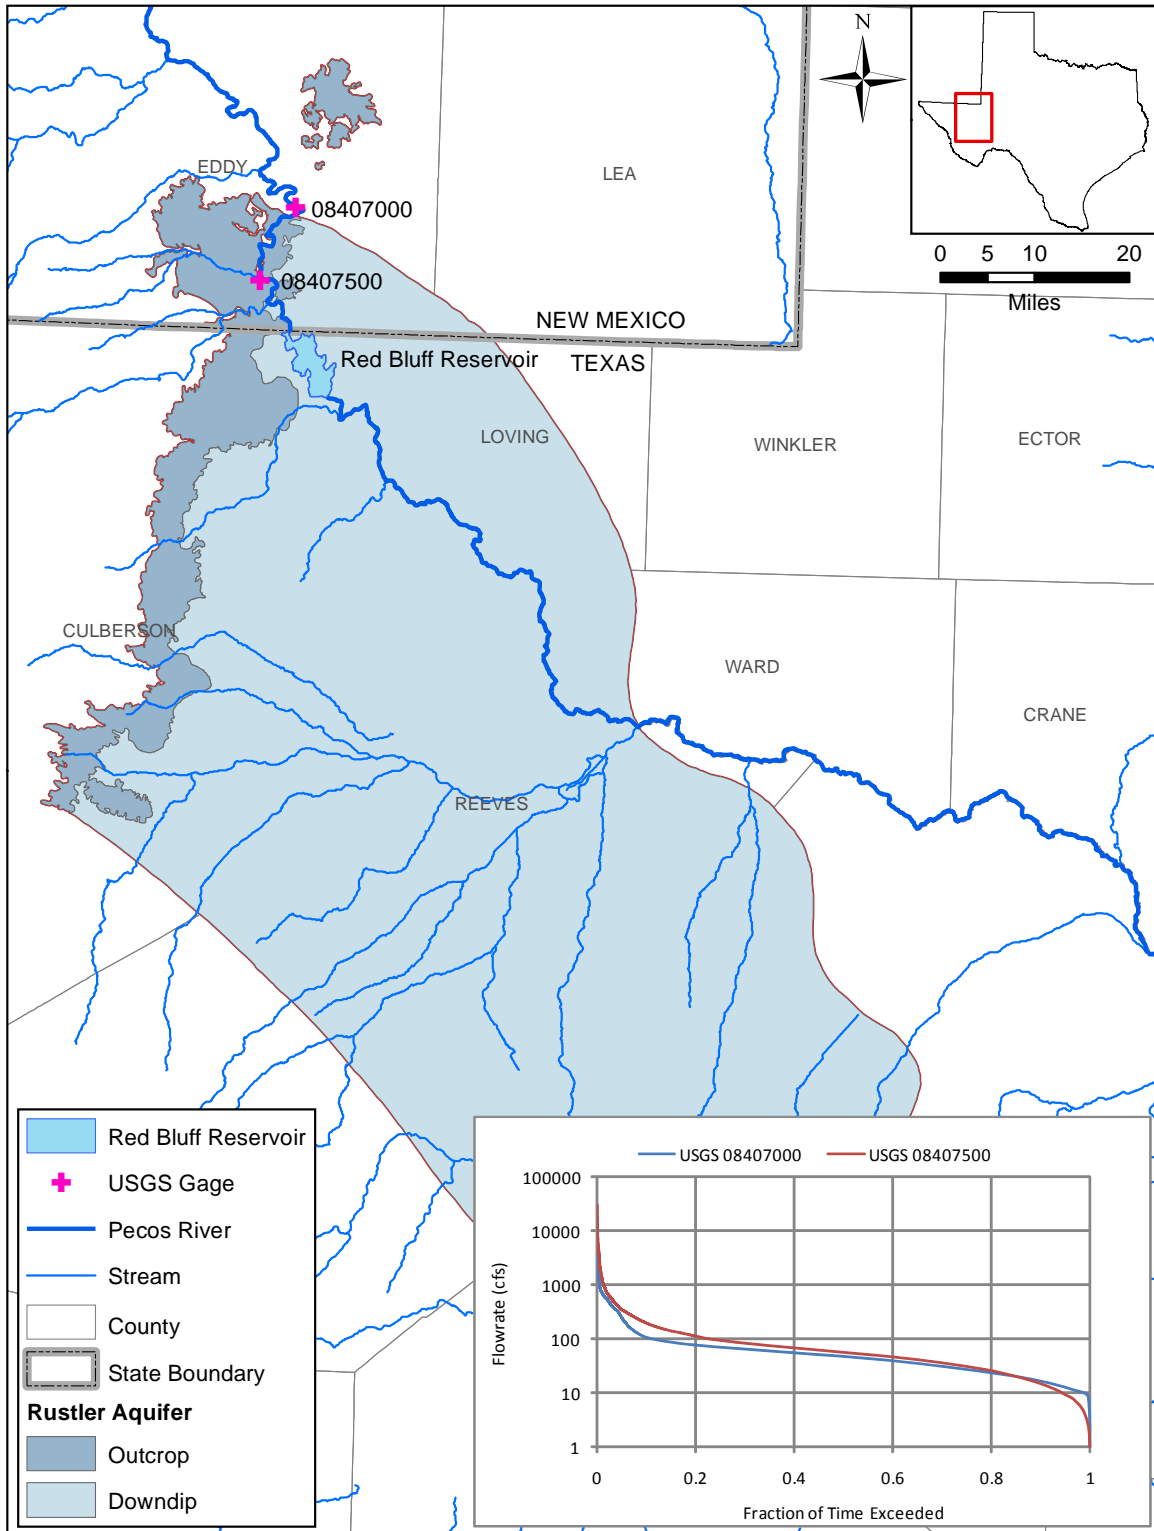 N
EDDY
LEA
08407000
08407500
0 5 10 20
Miles
NEW MEXICO
Red Bluff Reservoir
TEXAS
LOVING
WINKLER
ECTOR
CULBERSON
WARD
CRANE
REEVES
Red Bluff Reservoir
USGS Gage
Pecos River
Stream
County
State Boundary
Rustler Aquifer
Outcrop
Downdip
USGS 08407000 USGS 08407500
100000
10000
1000
100
10
1
Flowrate (cfs)
0 0.2 0.4 0.6 0.8 1
Fraction of Time Exceeded